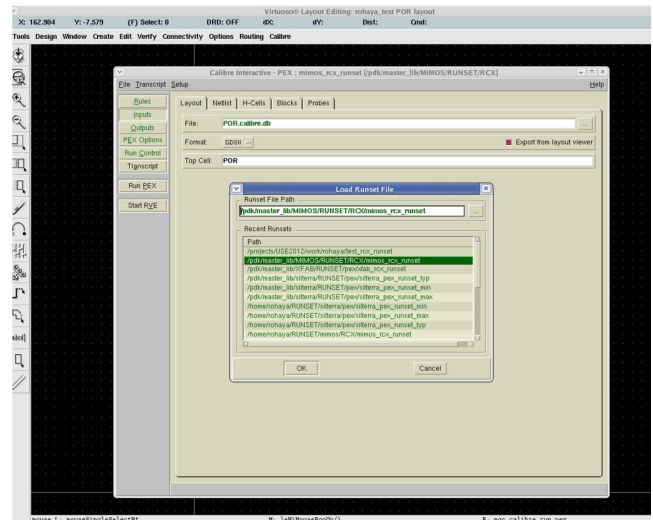 Virtuoso® Layout Editing: rohaya_test POR layout
X: 162.904 Y: -7.579 (F) Select: 0 DRD: OFF dX: dY: Dist: Cmd:
Tools Design Window Create Edit Verify Connectivity Options Routing Calibre
Calibre Interactive - PEX : mimos_rcx_runset [/pdk/master_lib/MIMOS/RUNSET/RCX]
File Transcript Setup Help
Rules
Inputs
Outputs
PEX Options
Run Control
Transcript
Run PEX
Start RVE
Layout Netlist H-Cells Blocks Probes
File: POR.calibre.db ...
Format: GDSII Export from layout viewer
Top Cell: POR
Load Runset File
Runset File Path
/pdk/master_lib/MIMOS/RUNSET/RCX/mimos_rcx_runset ...
Recent Runsets
Path
/projects/USE2012/work/rohaya/test_rcx_runset
/pdk/master_lib/MIMOS/RUNSET/RCX/mimos_rcx_runset
/pdk/master_lib/XFAB/RUNSET/pex/xfab_rcx_runset
/pdk/master_lib/silterra/RUNSET/pex/silterra_pex_runset_typ
/pdk/master_lib/silterra/RUNSET/pex/silterra_pex_runset_min
/pdk/master_lib/silterra/RUNSET/pex/silterra_pex_runset_max
/home/rohaya/RUNSET/silterra/pex/silterra_pex_runset_min
/home/rohaya/RUNSET/silterra/pex/silterra_pex_runset_max
/home/rohaya/RUNSET/silterra/pex/silterra_pex_runset_typ
/home/rohaya/RUNSET/mimos/RCX/mimos_rcx_runset
OK Cancel
abcd
mouse L: mouseSingleSelectPt M: leHiMousePopUp() R: mgc_calibre_run_pex